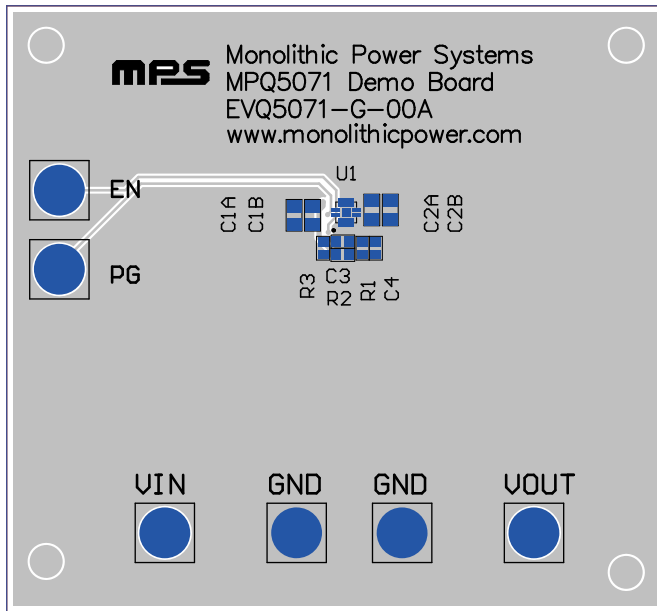 mps
Monolithic Power Systems
MPQ5071 Demo Board
EVQ5071-G-00A
www.monolithicpower.com
U1
EN
C1A
C1B
C2A
C2B
PG
R3
C3
R2
R1
C4
VIN
GND
GND
VOUT